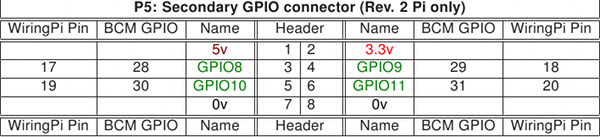 P5: Secondary GPIO connector (Rev. 2 Pi only)
WiringPi Pin BCM GPIO Name Header Name BCM GPIO WiringPi Pin
5v 1 2 3.3v
17 28 GPIO8 3 4 GPIO9 29 18
19 30 GPIO10 5 6 GPIO11 31 20
0v 7 8 0v
WiringPi Pin BCM GPIO Name Header Name BCM GPIO WiringPi Pin